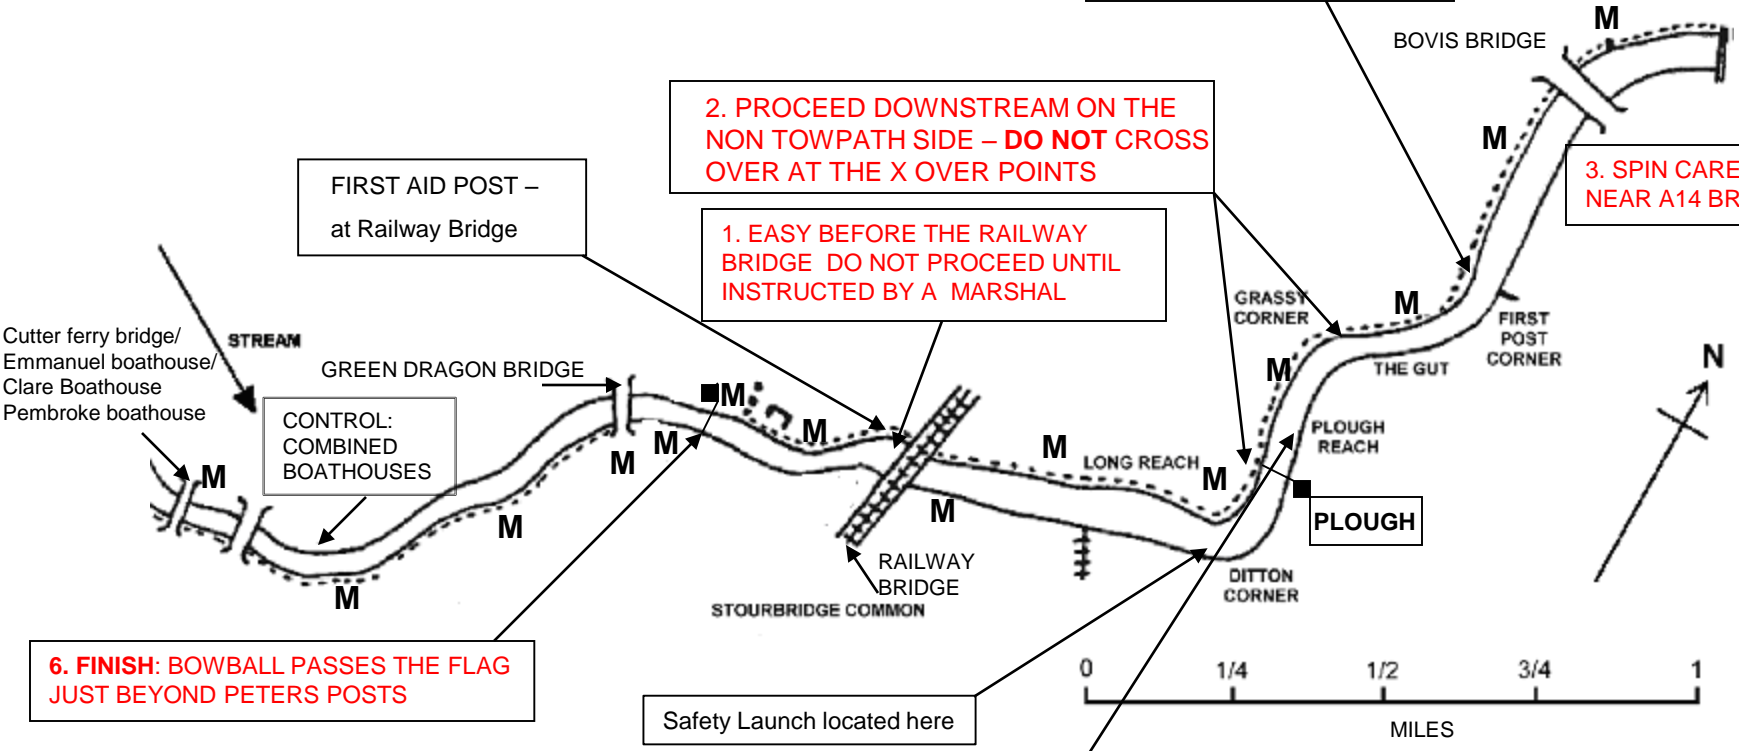 M
BOVIS BRIDGE
2. PROCEED DOWNSTREAM ON THE
NON TOWPATH SIDE – DO NOT CROSS
OVER AT THE X OVER POINTS
M
3. SPIN CARE
NEAR A14 BR
FIRST AID POST –
at Railway Bridge
1. EASY BEFORE THE RAILWAY
BRIDGE DO NOT PROCEED UNTIL
INSTRUCTED BY A MARSHAL
GRASSY
CORNER
M
FIRST
POST
CORNER
THE GUT
N
STREAM
Cutter ferry bridge/
Emmanuel boathouse/
Clare Boathouse
Pembroke boathouse
GREEN DRAGON BRIDGE
CONTROL:
COMBINED
BOATHOUSES
M
M
M
M
M
M
M
M
LONG REACH
M
M
PLOUGH
REACH
PLOUGH
M
M
RAILWAY
BRIDGE
STOURBRIDGE COMMON
DITTON
CORNER
6. FINISH: BOWBALL PASSES THE FLAG
JUST BEYOND PETERS POSTS
Safety Launch located here
0 1/4 1/2 3/4 1
MILES